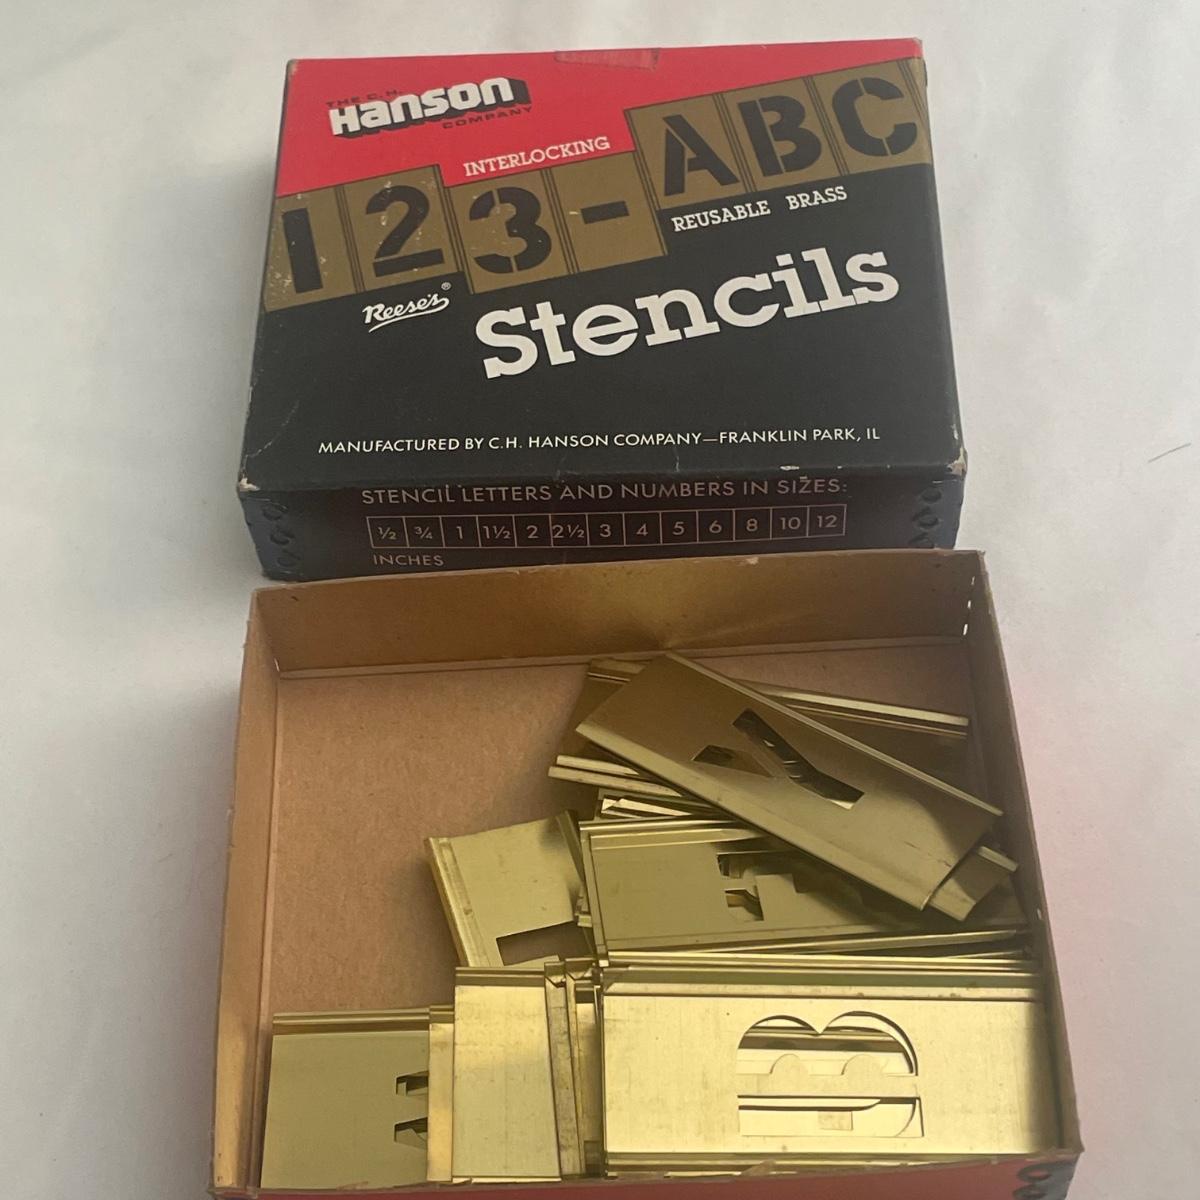 THE C. H.
Hanson
COMPANY
INTERLOCKING
123-ABC
REUSABLE BRASS
Reese's®
Stencils
MANUFACTURED BY C.H. HANSON COMPANY—FRANKLIN PARK, IL
STENCIL LETTERS AND NUMBERS IN SIZES:
½ ¾ 1 1½ 2 2½ 3 4 5 6 8 10 12
INCHES
Y
B